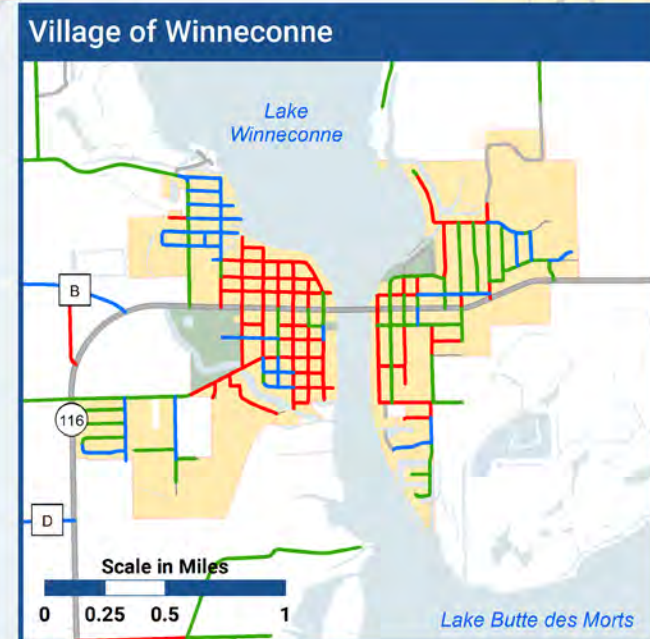 Village of Winneconne
Lake
Winneconne
B
116
D
Scale in Miles
0 0.25 0.5 1
Lake Butte des Morts